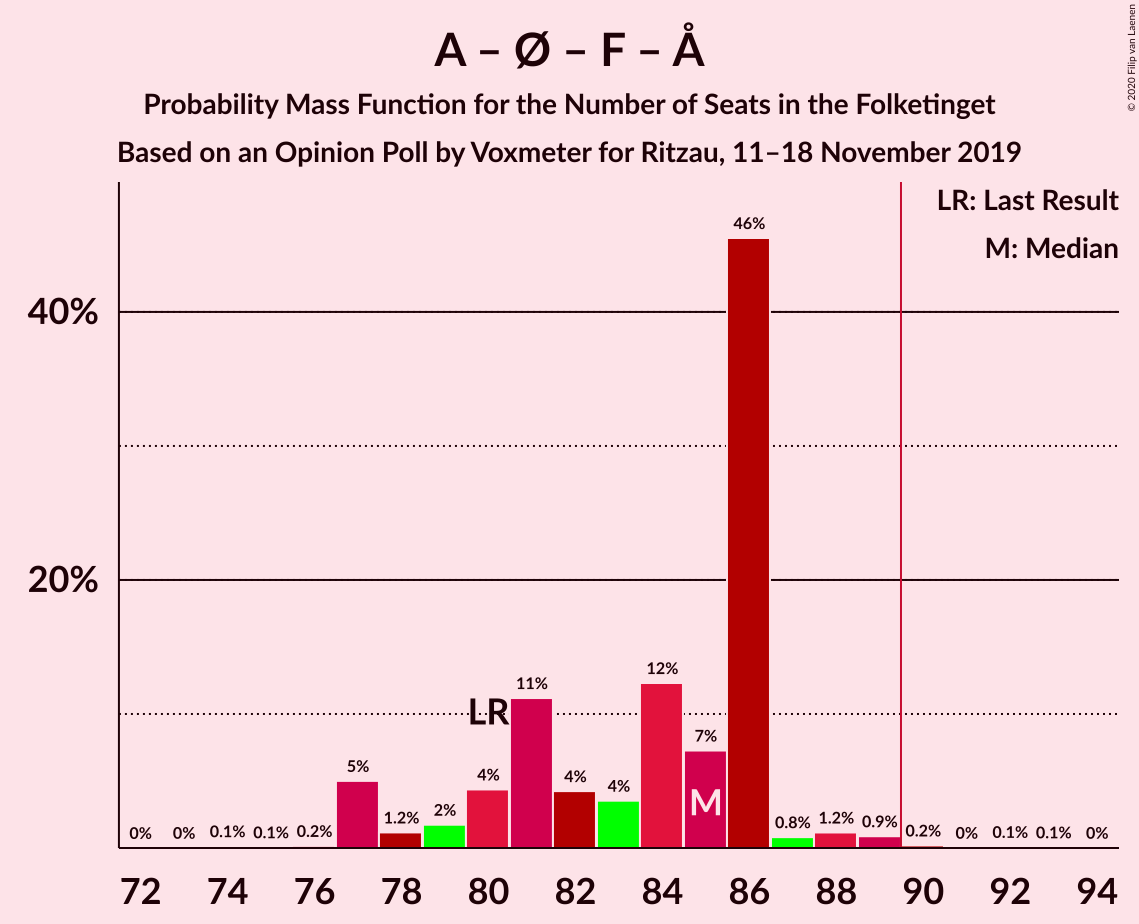 A – Ø – F – Å
Probability Mass Function for the Number of Seats in the Folketinget
Based on an Opinion Poll by Voxmeter for Ritzau, 11–18 November 2019
© 2020 Filip van Laenen
LR: Last Result
M: Median
46%
40%
20%
12%
11%
LR
7%
5%
4%
4%
4%
M
2%
1.2%
0.8%
1.2%
0.9%
0%
0%
0.1%
0.1%
0.2%
0.2%
0%
0.1%
0.1%
0%
72 74 76 78 80 82 84 86 88 90 92 94